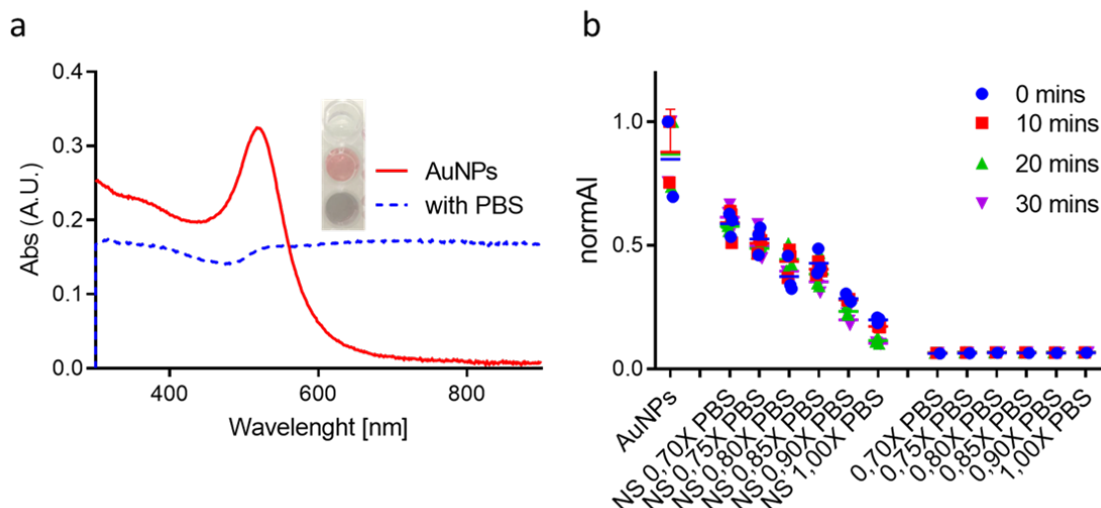 a
b
Abs (A.U.)
0.4
0.3
0.2
0.1
0.0
400
600
800
Wavelenght [nm]
AuNPs
with PBS
normAI
1.0
0.5
0.0
0 mins
10 mins
20 mins
30 mins
AuNPs
NS 0,70X PBS
NS 0,75X PBS
NS 0,80X PBS
NS 0,85X PBS
NS 0,90X PBS
NS 1,00X PBS
0,70X PBS
0,75X PBS
0,80X PBS
0,85X PBS
0,90X PBS
1,00X PBS